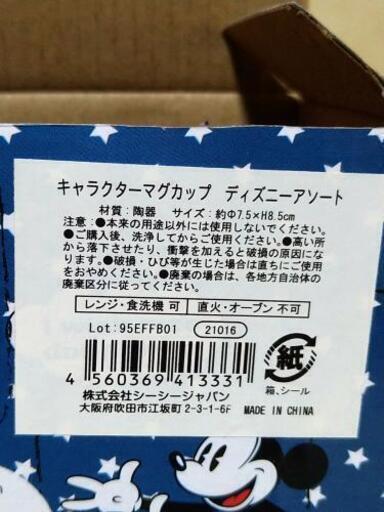 キャラクターマグカップ ディズニーアソート
材質：陶器 サイズ：約Φ7.5×H8.5cm
注意：●本来の用途以外には使用しないでください。
●ご購入後、洗浄してからご使用ください。●高い所
から落下させたり、衝撃を加えると破損の原因にな
ります。●破損・ひび等が生じた場合は直ちにご使用
をおやめください。●廃棄の場合は、各地方自治体の
廃棄区分に従ってください。
レンジ・食洗機 可 直火・オーブン 不可
Lot:95EFFB01 21016
4 560369 413331
紙
箱、シール
株式会社シーシージャパン
大阪府吹田市江坂町2-3-1-6F MADE IN CHINA